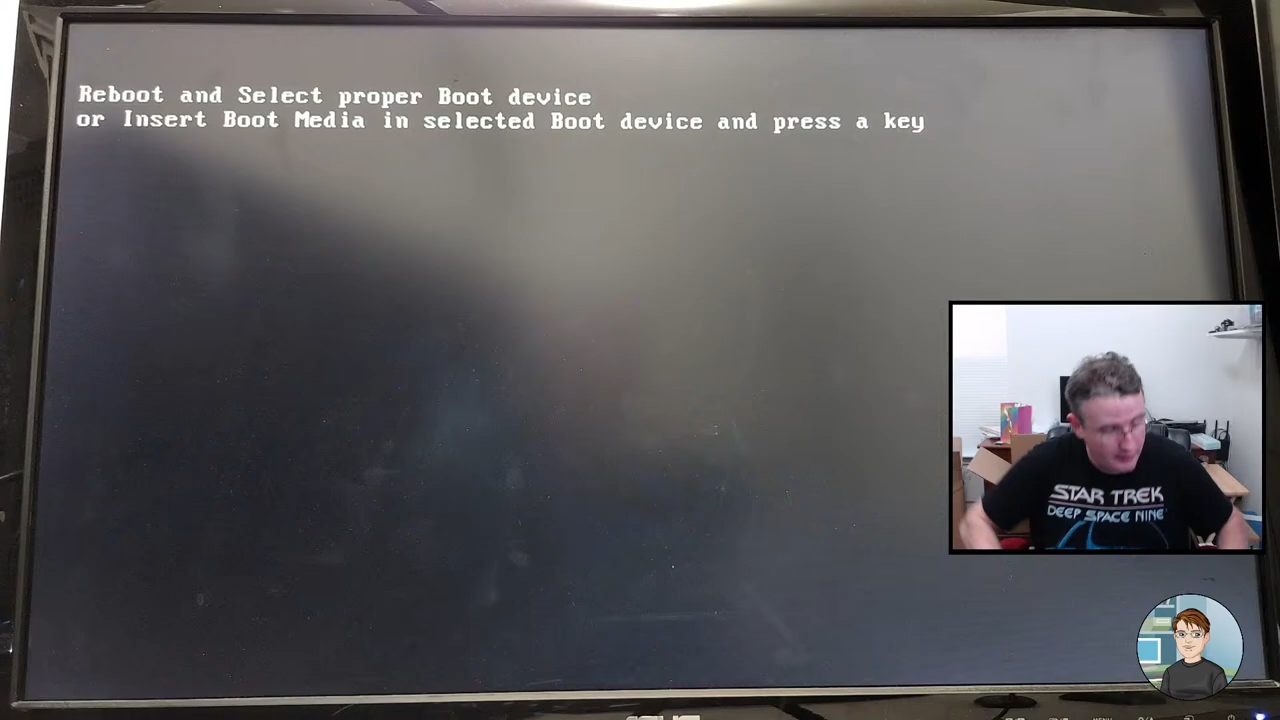 Reboot and Select proper Boot device
or Insert Boot Media in selected Boot device and press a key
STAR TREK
DEEP SPACE NINE